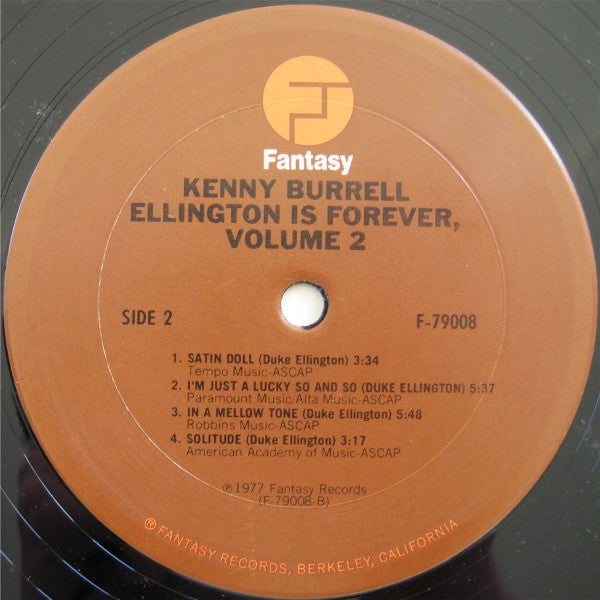 Fantasy
KENNY BURRELL
ELLINGTON IS FOREVER,
VOLUME 2
SIDE 2 F-79008
1. SATIN DOLL (Duke Ellington) 3:34
Tempo Music-ASCAP
2. I'M JUST A LUCKY SO AND SO (DUKE ELLINGTON) 5:37
Paramount Music/Alta Music-ASCAP
3. IN A MELLOW TONE (Duke Ellington) 5:48
Robbins Music-ASCAP
4. SOLITUDE (Duke Ellington) 3:17
American Academy of Music-ASCAP
℗1977 Fantasy Records
(F-79008-B)
® FANTASY RECORDS, BERKELEY, CALIFORNIA